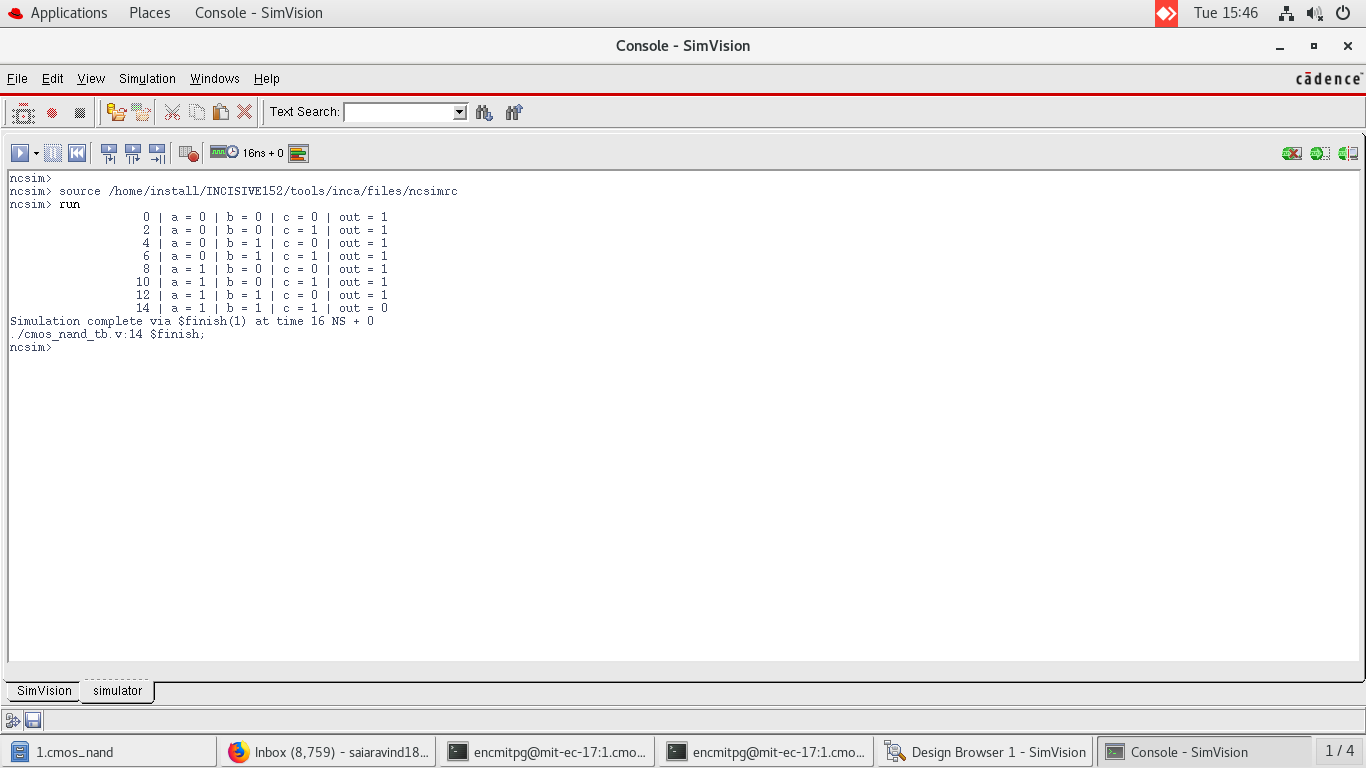 Applications Places Console - SimVision Tue 15:46
Console - SimVision
File Edit View Simulation Windows Help cādence
Text Search:
16ns + 0
ncsim>
ncsim> source /home/install/INCISIVE152/tools/inca/files/ncsimrc
ncsim> run
0 | a = 0 | b = 0 | c = 0 | out = 1
2 | a = 0 | b = 0 | c = 1 | out = 1
4 | a = 0 | b = 1 | c = 0 | out = 1
6 | a = 0 | b = 1 | c = 1 | out = 1
8 | a = 1 | b = 0 | c = 0 | out = 1
10 | a = 1 | b = 0 | c = 1 | out = 1
12 | a = 1 | b = 1 | c = 0 | out = 1
14 | a = 1 | b = 1 | c = 1 | out = 0
Simulation complete via $finish(1) at time 16 NS + 0
./cmos_nand_tb.v:14 $finish;
ncsim>
SimVision simulator
1.cmos_nand Inbox (8,759) - saiaravind18... encmitpg@mit-ec-17:1.cmo... encmitpg@mit-ec-17:1.cmo... Design Browser 1 - SimVision Console - SimVision 1 / 4